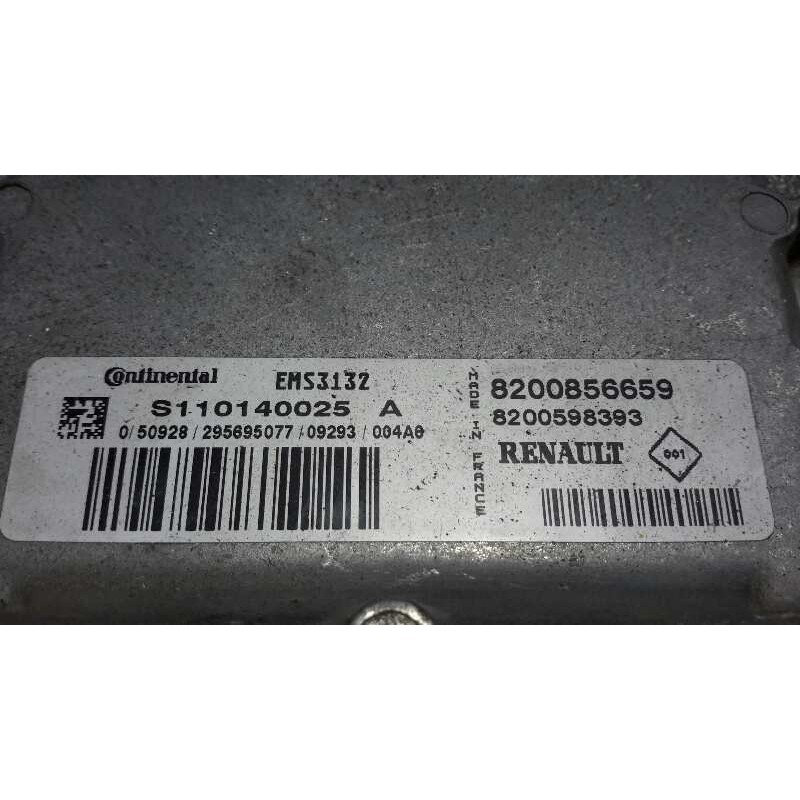 Continental EMS3132
S110140025 A
0/50928/295695077/09293/004A0
MADE IN FRANCE
8200856659
8200598393
RENAULT 001